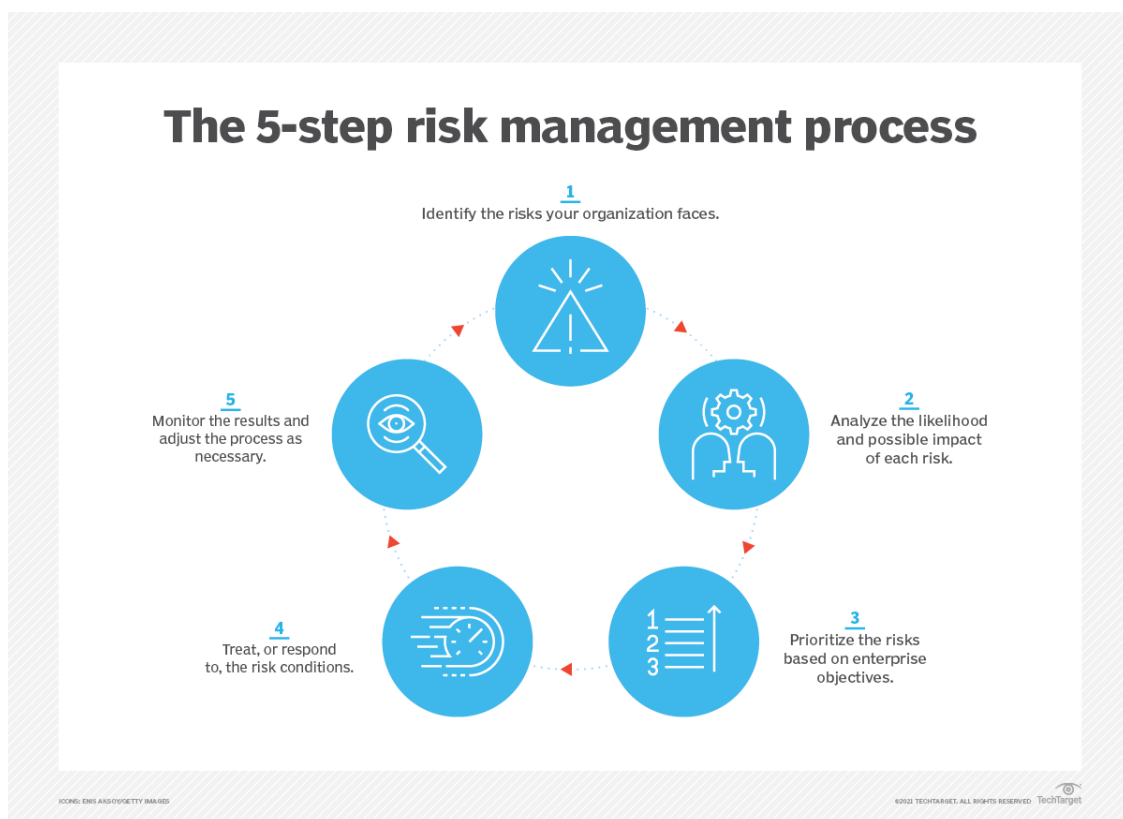 The 5-step risk management process
1
Identify the risks your organization faces.
2
Analyze the likelihood
and possible impact
of each risk.
3
Prioritize the risks
based on enterprise
objectives.
1
2
3
4
Treat, or respond
to, the risk conditions.
5
Monitor the results and
adjust the process as
necessary.
ICONS: ENIS AKSOY/GETTY IMAGES
©2021 TECHTARGET. ALL RIGHTS RESERVED TechTarget